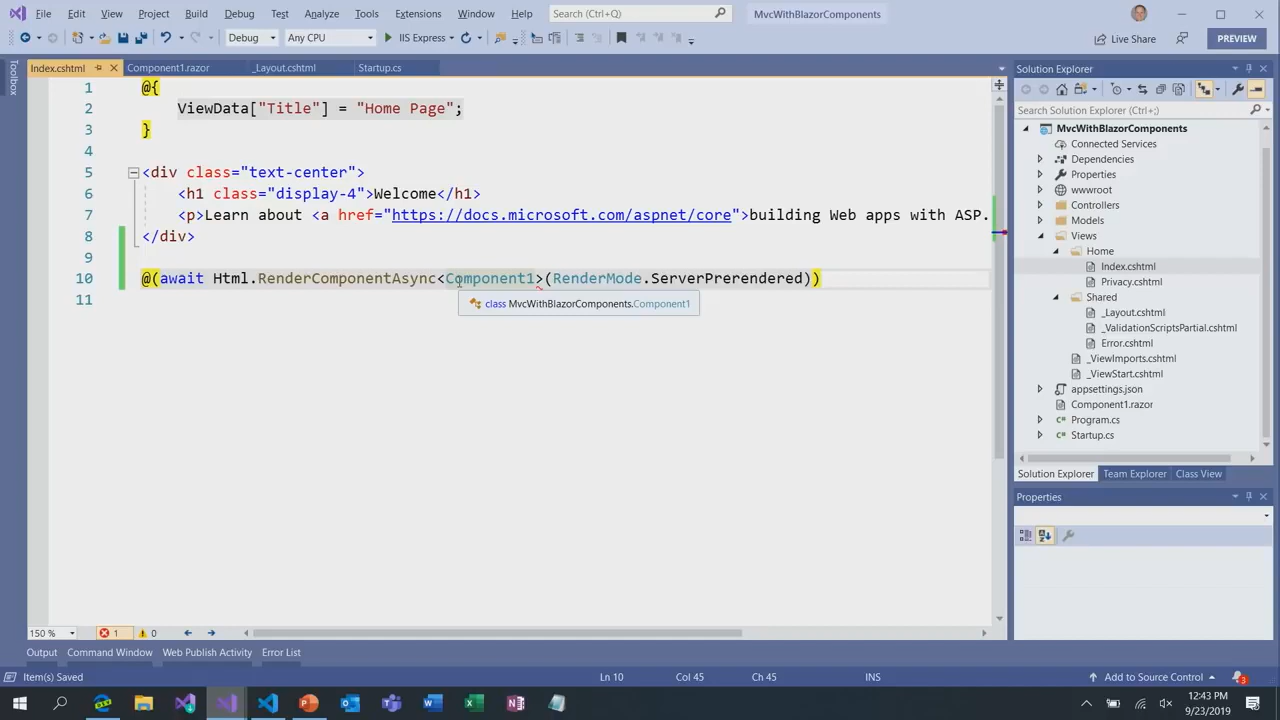 File Edit View Project Build Debug Test Analyze Tools Extensions Window Help Search (Ctrl+Q) MvcWithBlazorComponents
Debug Any CPU IIS Express Live Share PREVIEW
Toolbox
Index.cshtml Component1.razor _Layout.cshtml Startup.cs
1 @{
2 ViewData["Title"] = "Home Page";
3 }
4
5 <div class="text-center">
6 <h1 class="display-4">Welcome</h1>
7 <p>Learn about <a href="https://docs.microsoft.com/aspnet/core">building Web apps with ASP.
8 </div>
9
10 @(await Html.RenderComponentAsync<Component1>(RenderMode.ServerPrerendered))
class MvcWithBlazorComponents.Component1
11
150 % 1 0
Output Command Window Web Publish Activity Error List
Solution Explorer
Search Solution Explorer (Ctrl+;)
MvcWithBlazorComponents
Connected Services
Dependencies
Properties
wwwroot
Controllers
Models
Views
Home
Index.cshtml
Privacy.cshtml
Shared
_Layout.cshtml
_ValidationScriptsPartial.cshtml
Error.cshtml
_ViewImports.cshtml
_ViewStart.cshtml
appsettings.json
Component1.razor
Program.cs
Startup.cs
Solution Explorer Team Explorer Class View
Properties
Item(s) Saved Ln 10 Col 45 Ch 45 INS Add to Source Control 3
12:43 PM
9/23/2019